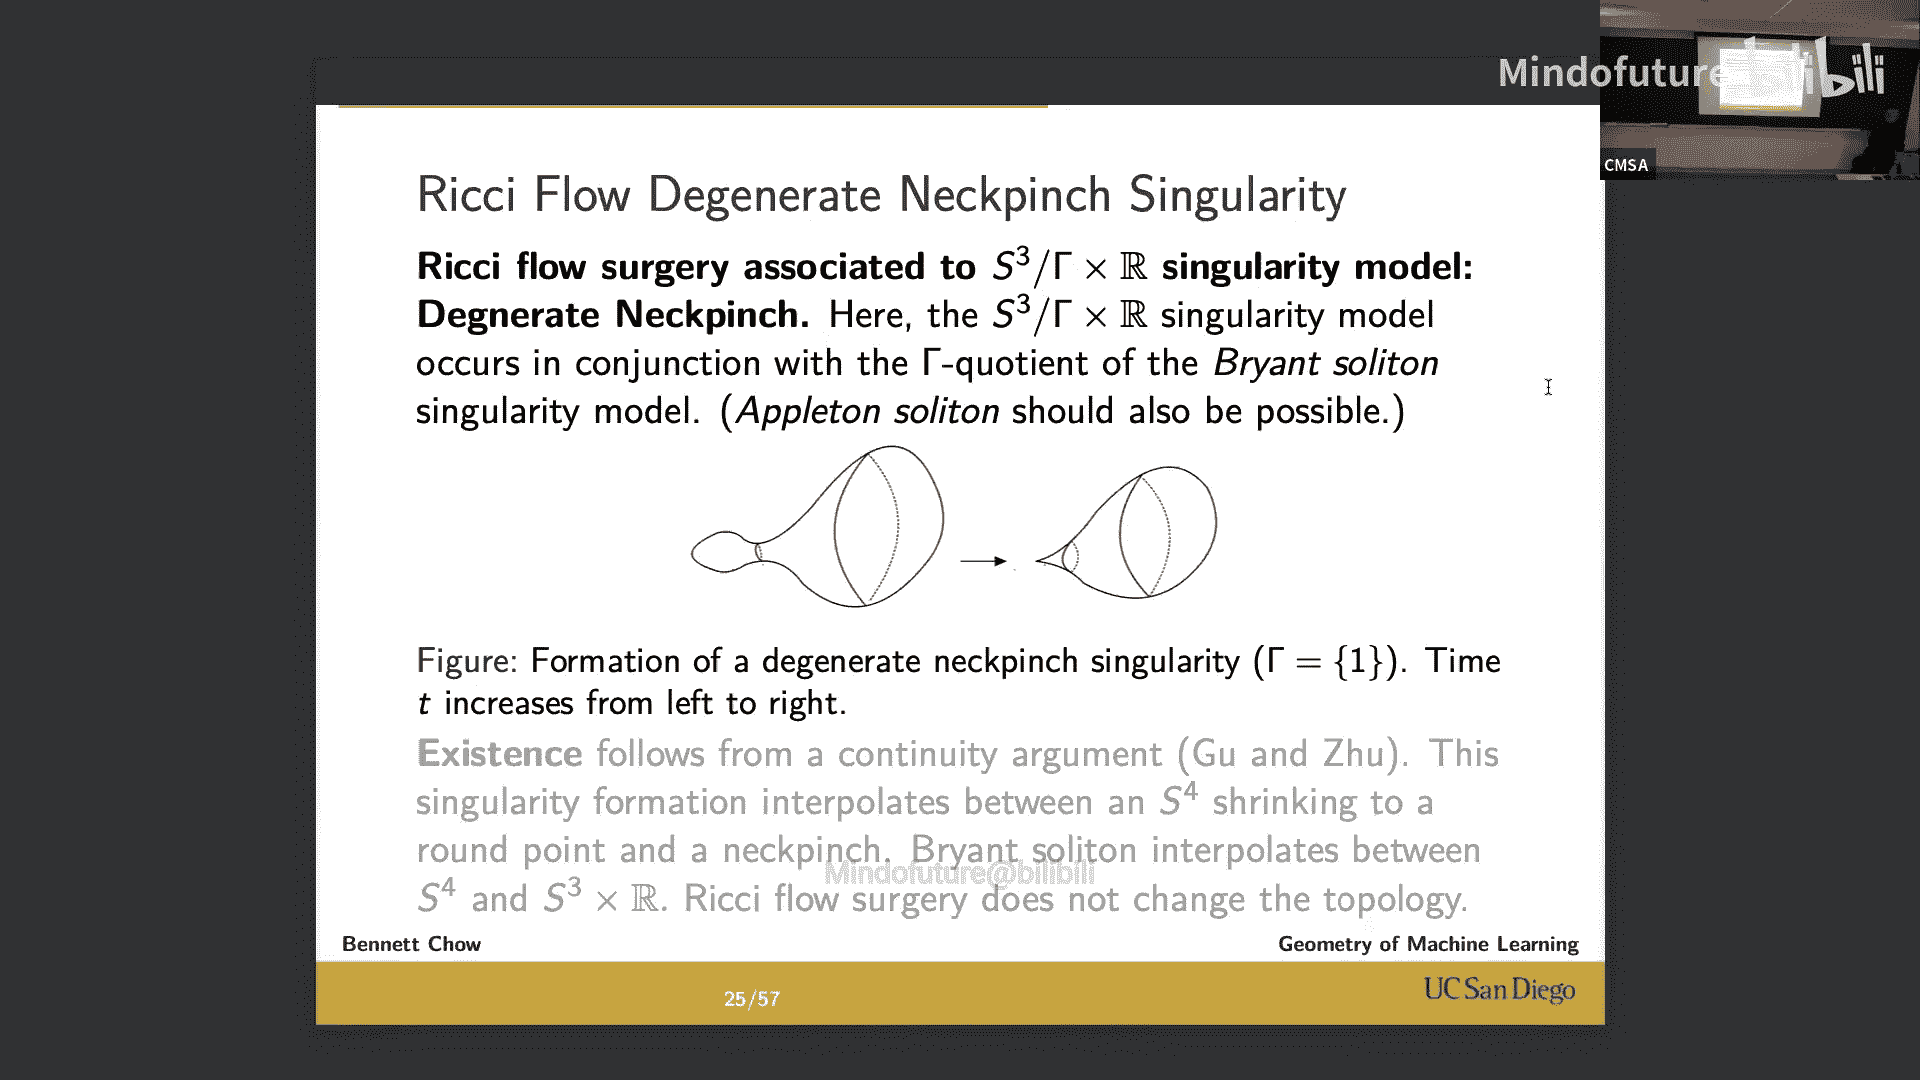 Mindofuture bilibili
CMSA
Ricci Flow Degenerate Neckpinch Singularity
Ricci flow surgery associated to S³/Γ × ℝ singularity model:
Degnerate Neckpinch. Here, the S³/Γ × ℝ singularity model
occurs in conjunction with the Γ-quotient of the Bryant soliton
singularity model. (Appleton soliton should also be possible.)
Figure: Formation of a degenerate neckpinch singularity (Γ = {1}). Time
t increases from left to right.
Existence follows from a continuity argument (Gu and Zhu). This
singularity formation interpolates between an S⁴ shrinking to a
round point and a neckpinch. Bryant soliton interpolates between
Mindofuture@bilibili
S⁴ and S³ × ℝ. Ricci flow surgery does not change the topology.
Bennett Chow
Geometry of Machine Learning
25/57
UC San Diego